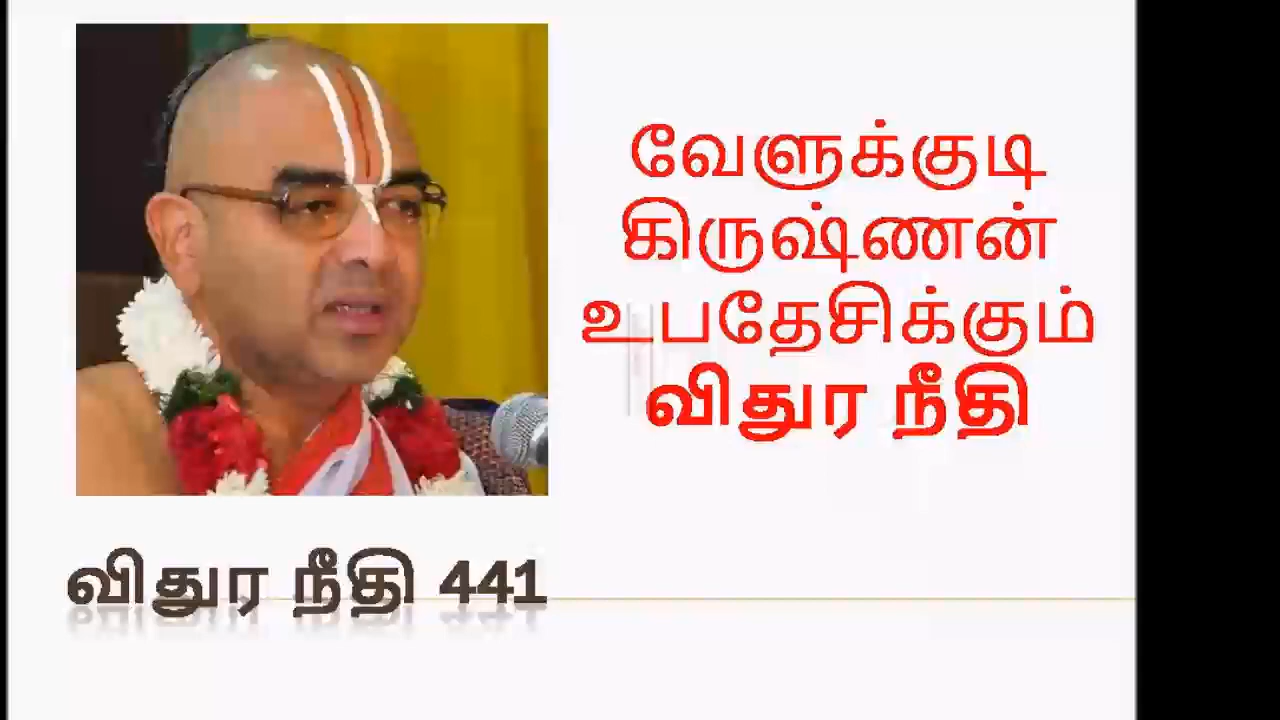 வேளுக்குடி
கிருஷ்ணன்
உபதேசிக்கும்
விதுர நீதி
விதுர நீதி 441